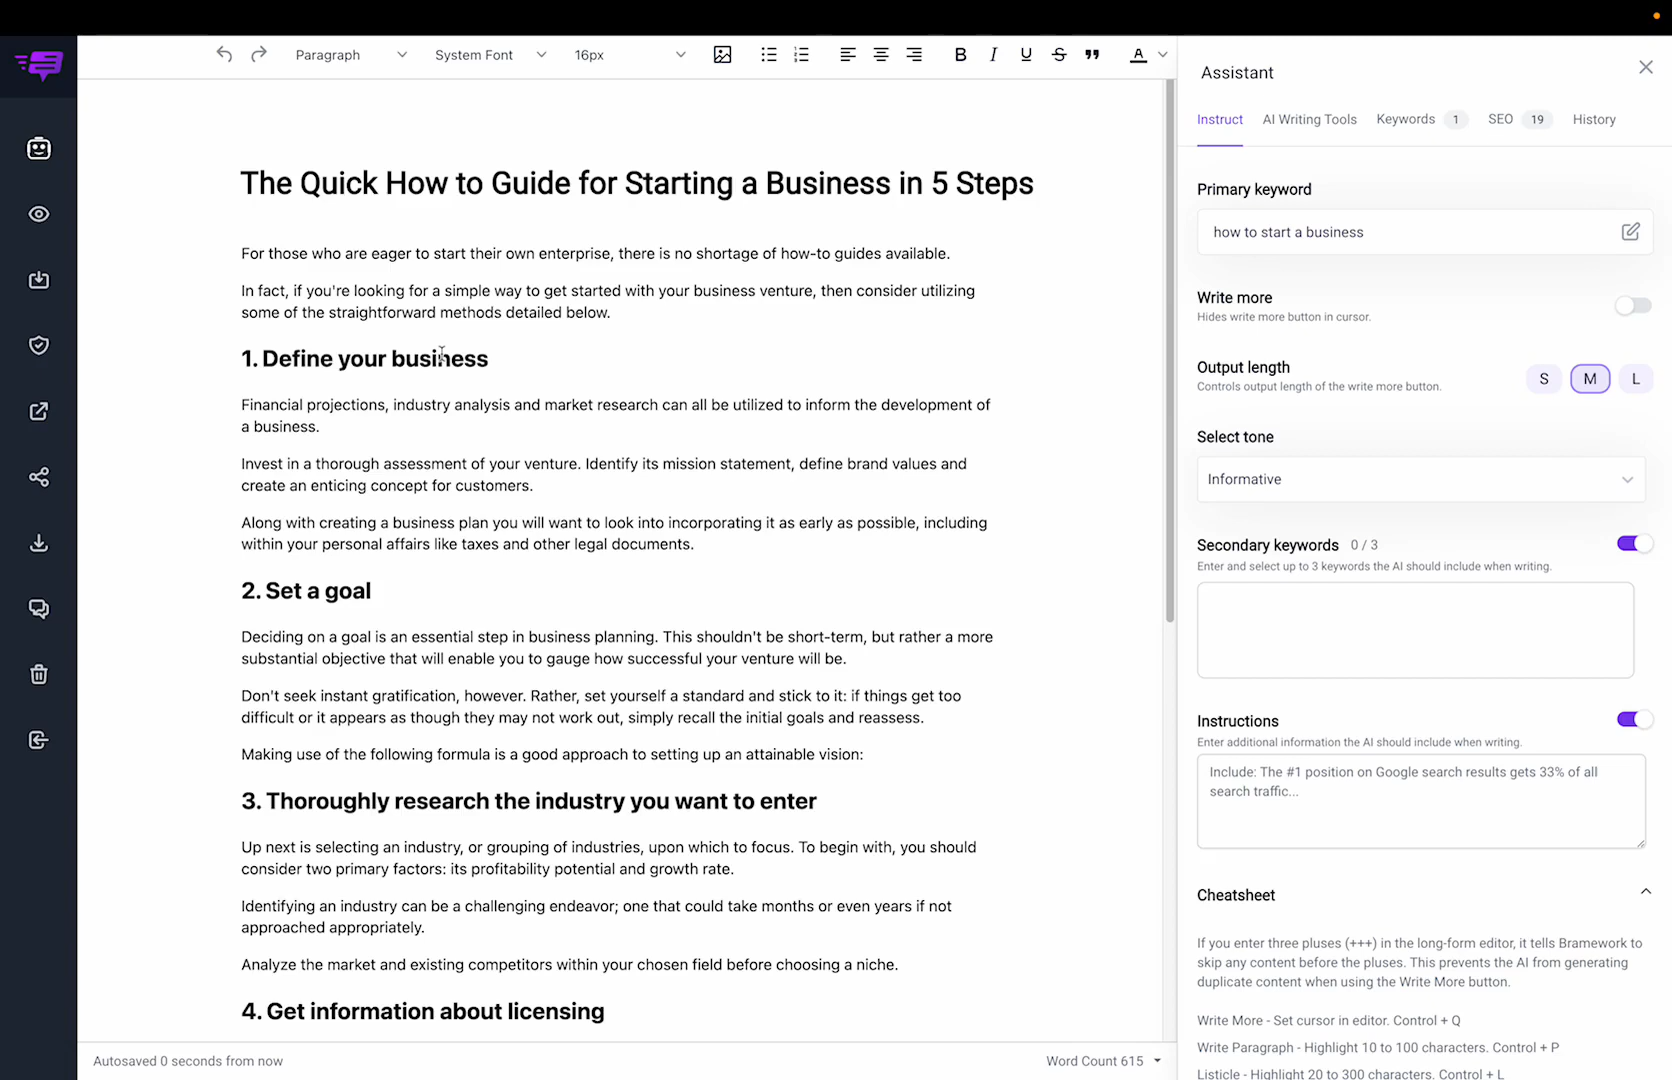 Paragraph
System Font
16px
B
I
U
S
A
The Quick How to Guide for Starting a Business in 5 Steps
For those who are eager to start their own enterprise, there is no shortage of how-to guides available.
In fact, if you're looking for a simple way to get started with your business venture, then consider utilizing
some of the straightforward methods detailed below.
1. Define your business
Financial projections, industry analysis and market research can all be utilized to inform the development of
a business.
Invest in a thorough assessment of your venture. Identify its mission statement, define brand values and
create an enticing concept for customers.
Along with creating a business plan you will want to look into incorporating it as early as possible, including
within your personal affairs like taxes and other legal documents.
2. Set a goal
Deciding on a goal is an essential step in business planning. This shouldn't be short-term, but rather a more
substantial objective that will enable you to gauge how successful your venture will be.
Don't seek instant gratification, however. Rather, set yourself a standard and stick to it: if things get too
difficult or it appears as though they may not work out, simply recall the initial goals and reassess.
Making use of the following formula is a good approach to setting up an attainable vision:
3. Thoroughly research the industry you want to enter
Up next is selecting an industry, or grouping of industries, upon which to focus. To begin with, you should
consider two primary factors: its profitability potential and growth rate.
Identifying an industry can be a challenging endeavor; one that could take months or even years if not
approached appropriately.
Analyze the market and existing competitors within your chosen field before choosing a niche.
4. Get information about licensing
Autosaved 0 seconds from now
Word Count 615
Assistant
Instruct
AI Writing Tools
Keywords 1
SEO 19
History
Primary keyword
how to start a business
Write more
Hides write more button in cursor.
Output length
Controls output length of the write more button.
S
M
L
Select tone
Informative
Secondary keywords 0 / 3
Enter and select up to 3 keywords the AI should include when writing.
Instructions
Enter additional information the AI should include when writing.
Include: The #1 position on Google search results gets 33% of all
search traffic...
Cheatsheet
If you enter three pluses (+++) in the long-form editor, it tells Bramework to
skip any content before the pluses. This prevents the AI from generating
duplicate content when using the Write More button.
Write More - Set cursor in editor. Control + Q
Write Paragraph - Highlight 10 to 100 characters. Control + P
Listicle - Highlight 20 to 300 characters. Control + L